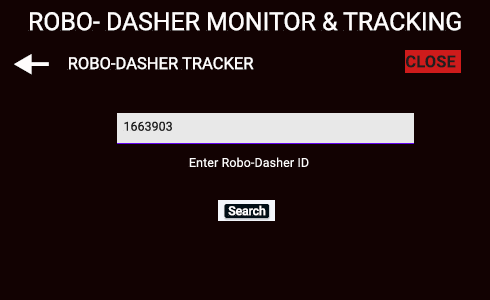 ROBO- DASHER MONITOR & TRACKING
ROBO-DASHER TRACKER
CLOSE
1663903
Enter Robo-Dasher ID
Search